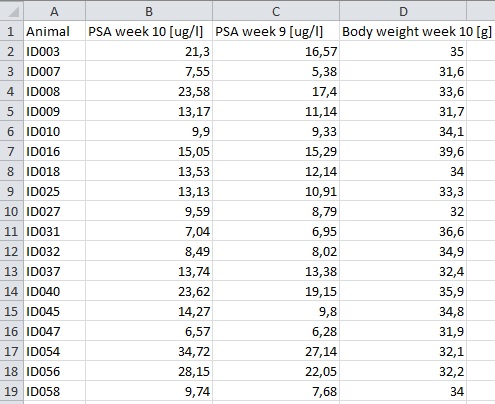 A B C D
1 Animal PSA week 10 [ug/l] PSA week 9 [ug/l] Body weight week 10 [g]
2 ID003 21,3 16,57 35
3 ID007 7,55 5,38 31,6
4 ID008 23,58 17,4 33,6
5 ID009 13,17 11,14 31,7
6 ID010 9,9 9,33 34,1
7 ID016 15,05 15,29 39,6
8 ID018 13,53 12,14 34
9 ID025 13,13 10,91 33,3
10 ID027 9,59 8,79 32
11 ID031 7,04 6,95 36,6
12 ID032 8,49 8,02 34,9
13 ID037 13,74 13,38 32,4
14 ID040 23,62 19,15 35,9
15 ID045 14,27 9,8 34,8
16 ID047 6,57 6,28 31,9
17 ID054 34,72 27,14 32,1
18 ID056 28,15 22,05 32,2
19 ID058 9,74 7,68 34